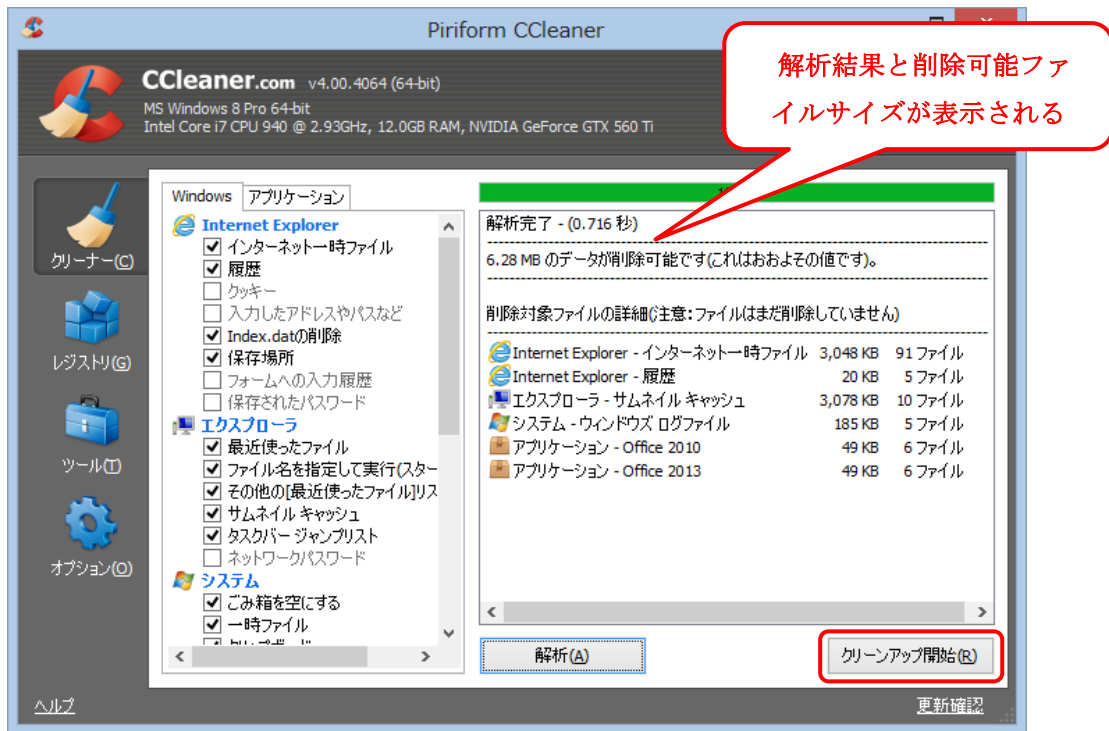 Piriform CCleaner
解析結果と削除可能ファ
イルサイズが表示される
CCleaner.com v4.00.4064 (64-bit)
MS Windows 8 Pro 64-bit
Intel Core i7 CPU 940 @ 2.93GHz, 12.0GB RAM, NVIDIA GeForce GTX 560 Ti
クリーナー(C)
レジストリ(G)
ツール(T)
オプション(O)
Windows アプリケーション
Internet Explorer
インターネット一時ファイル
履歴
クッキー
入力したアドレスやパスなど
Index.datの削除
保存場所
フォームへの入力履歴
保存されたパスワード
エクスプローラ
最近使ったファイル
ファイル名を指定して実行(スター
その他の[最近使ったファイル]リス
サムネイル キャッシュ
タスクバー ジャンプリスト
ネットワークパスワード
システム
ごみ箱を空にする
一時ファイル
解析完了 - (0.716 秒)
6.28 MB のデータが削除可能です(これはおおよその値です)。
削除対象ファイルの詳細(注意:ファイルはまだ削除していません)
Internet Explorer - インターネット一時ファイル 3,048 KB 91 ファイル
Internet Explorer - 履歴 20 KB 5 ファイル
エクスプローラ - サムネイル キャッシュ 3,078 KB 10 ファイル
システム - ウィンドウズ ログファイル 185 KB 5 ファイル
アプリケーション - Office 2010 49 KB 6 ファイル
アプリケーション - Office 2013 49 KB 6 ファイル
解析(A)
クリーンアップ開始(R)
ヘルプ
更新確認